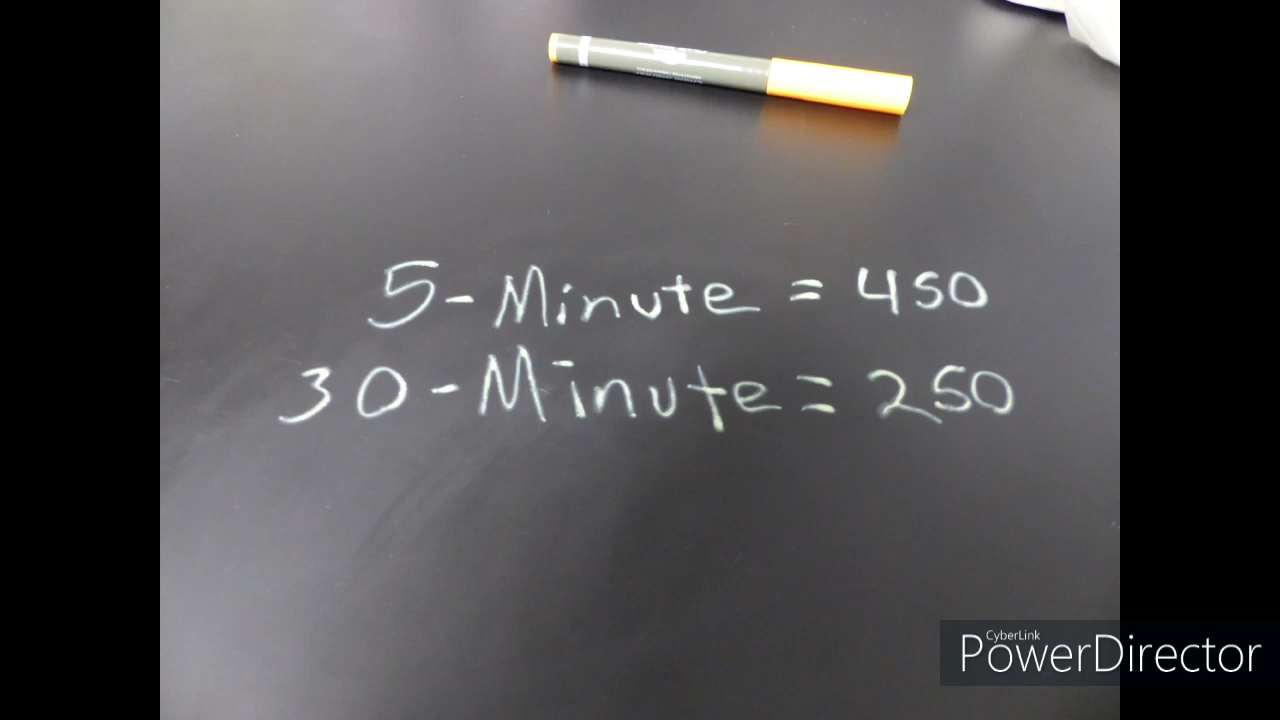 5-Minute = 450
30-Minute = 250
CyberLink
PowerDirector